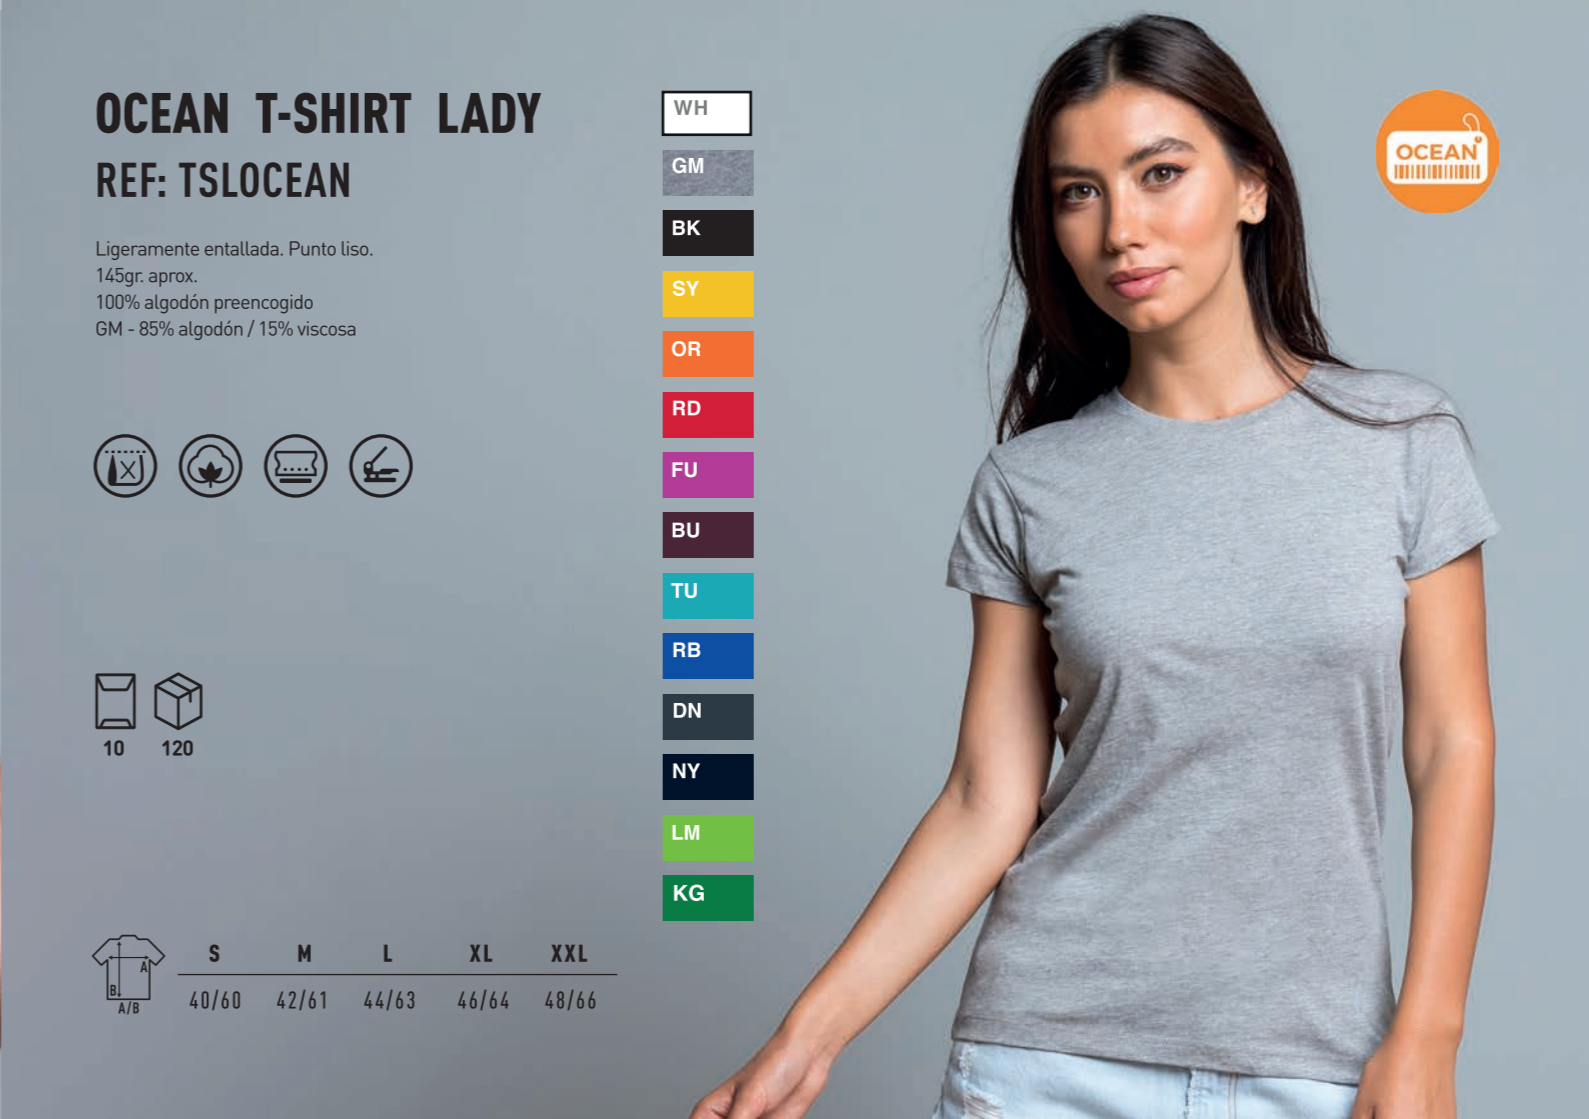 OCEAN T-SHIRT LADY
REF: TSLOCEAN
Ligeramente entallada. Punto liso.
145gr. aprox.
100% algodón preencogido
GM - 85% algodón / 15% viscosa
10 120
A
B
A/B
S M L XL XXL
40/60 42/61 44/63 46/64 48/66
WH
GM
BK
SY
OR
RD
FU
BU
TU
RB
DN
NY
LM
KG
OCEAN